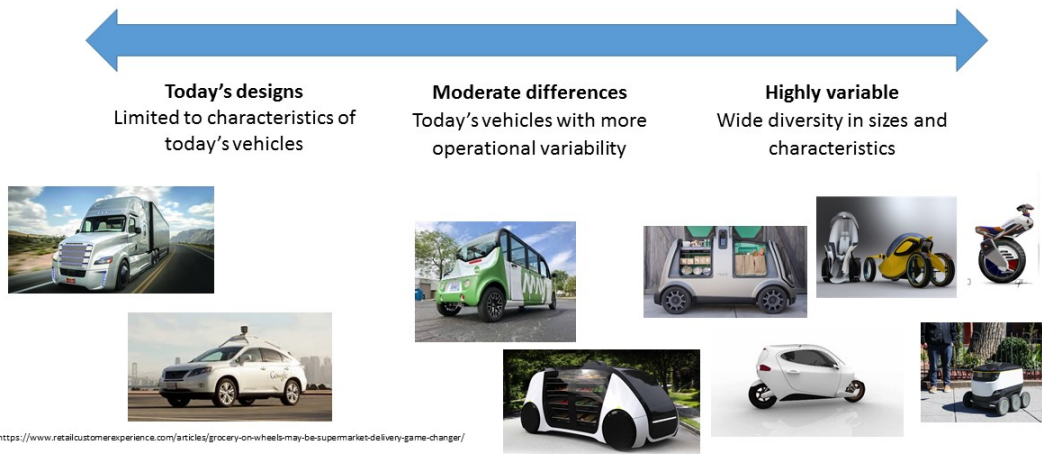 Today's designs
Limited to characteristics of
today's vehicles
Moderate differences
Today's vehicles with more
operational variability
Highly variable
Wide diversity in sizes and
characteristics
Google
https://www.retailcustomerexperience.com/articles/grocery-on-wheels-may-be-supermarket-delivery-game-changer/